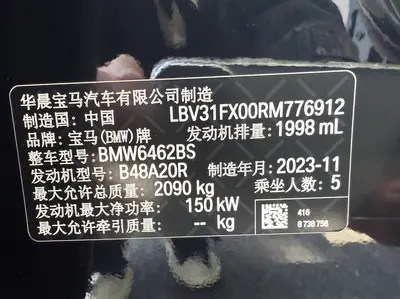 华晨宝马汽车有限公司制造
制造国: 中国 LBV31FX00RM776912
品牌: 宝马(BMW)牌 发动机排量: 1998 mL
整车型号: BMW6462BS
发动机型号: B48A20R 制造年月: 2023-11
最大允许总质量: 2090 kg 乘坐人数: 5
发动机最大净功率: 150 kW
最大允许牵引质量: -- kg
416
8 738 756